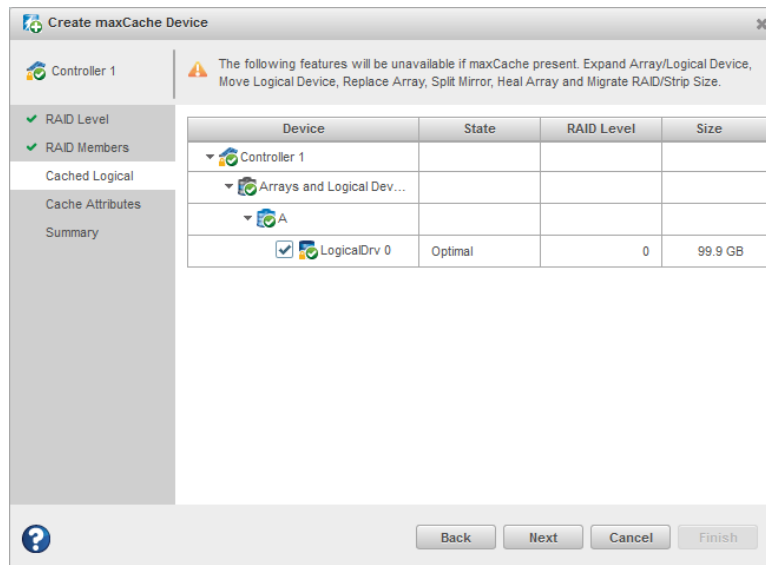 Create maxCache Device
Controller 1
The following features will be unavailable if maxCache present. Expand Array/Logical Device,
Move Logical Device, Replace Array, Split Mirror, Heal Array and Migrate RAID/Strip Size.
RAID Level
RAID Members
Cached Logical
Cache Attributes
Summary
Device State RAID Level Size
Controller 1
Arrays and Logical Dev...
A
LogicalDrv 0 Optimal 0 99.9 GB
? Back Next Cancel Finish